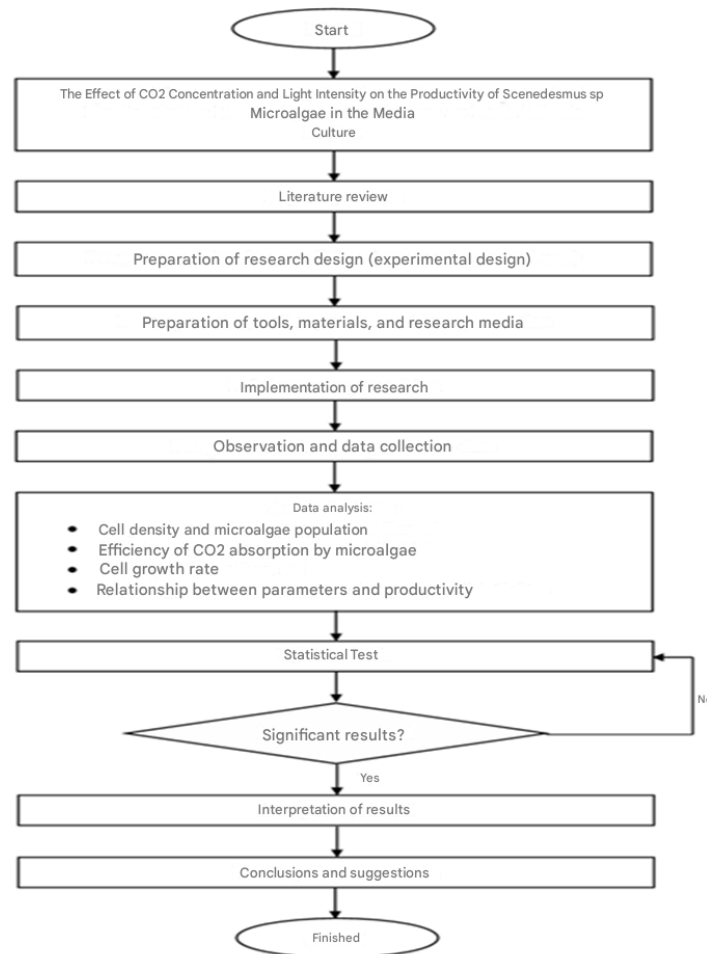 Start
The Effect of CO2 Concentration and Light Intensity on the Productivity of Scenedesmus sp
Microalgae in the Media
Culture
Literature review
Preparation of research design (experimental design)
Preparation of tools, materials, and research media
Implementation of research
Observation and data collection
Data analysis:
• Cell density and microalgae population
• Efficiency of CO2 absorption by microalgae
• Cell growth rate
• Relationship between parameters and productivity
Statistical Test
No
Significant results?
Yes
Interpretation of results
Conclusions and suggestions
Finished